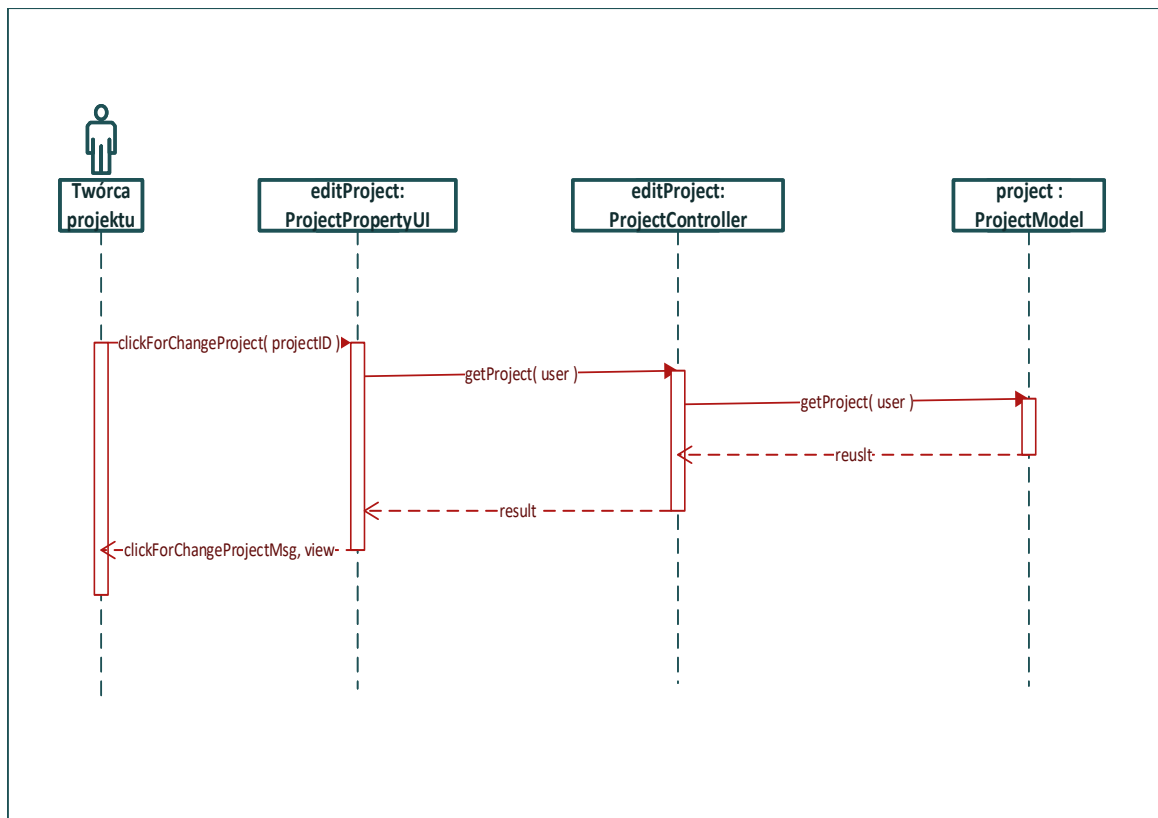 Twórca
projektu
editProject:
ProjectPropertyUI
editProject:
ProjectController
project :
ProjectModel
clickForChangeProject( projectID )
getProject( user )
getProject( user )
reuslt
result
clickForChangeProjectMsg, view